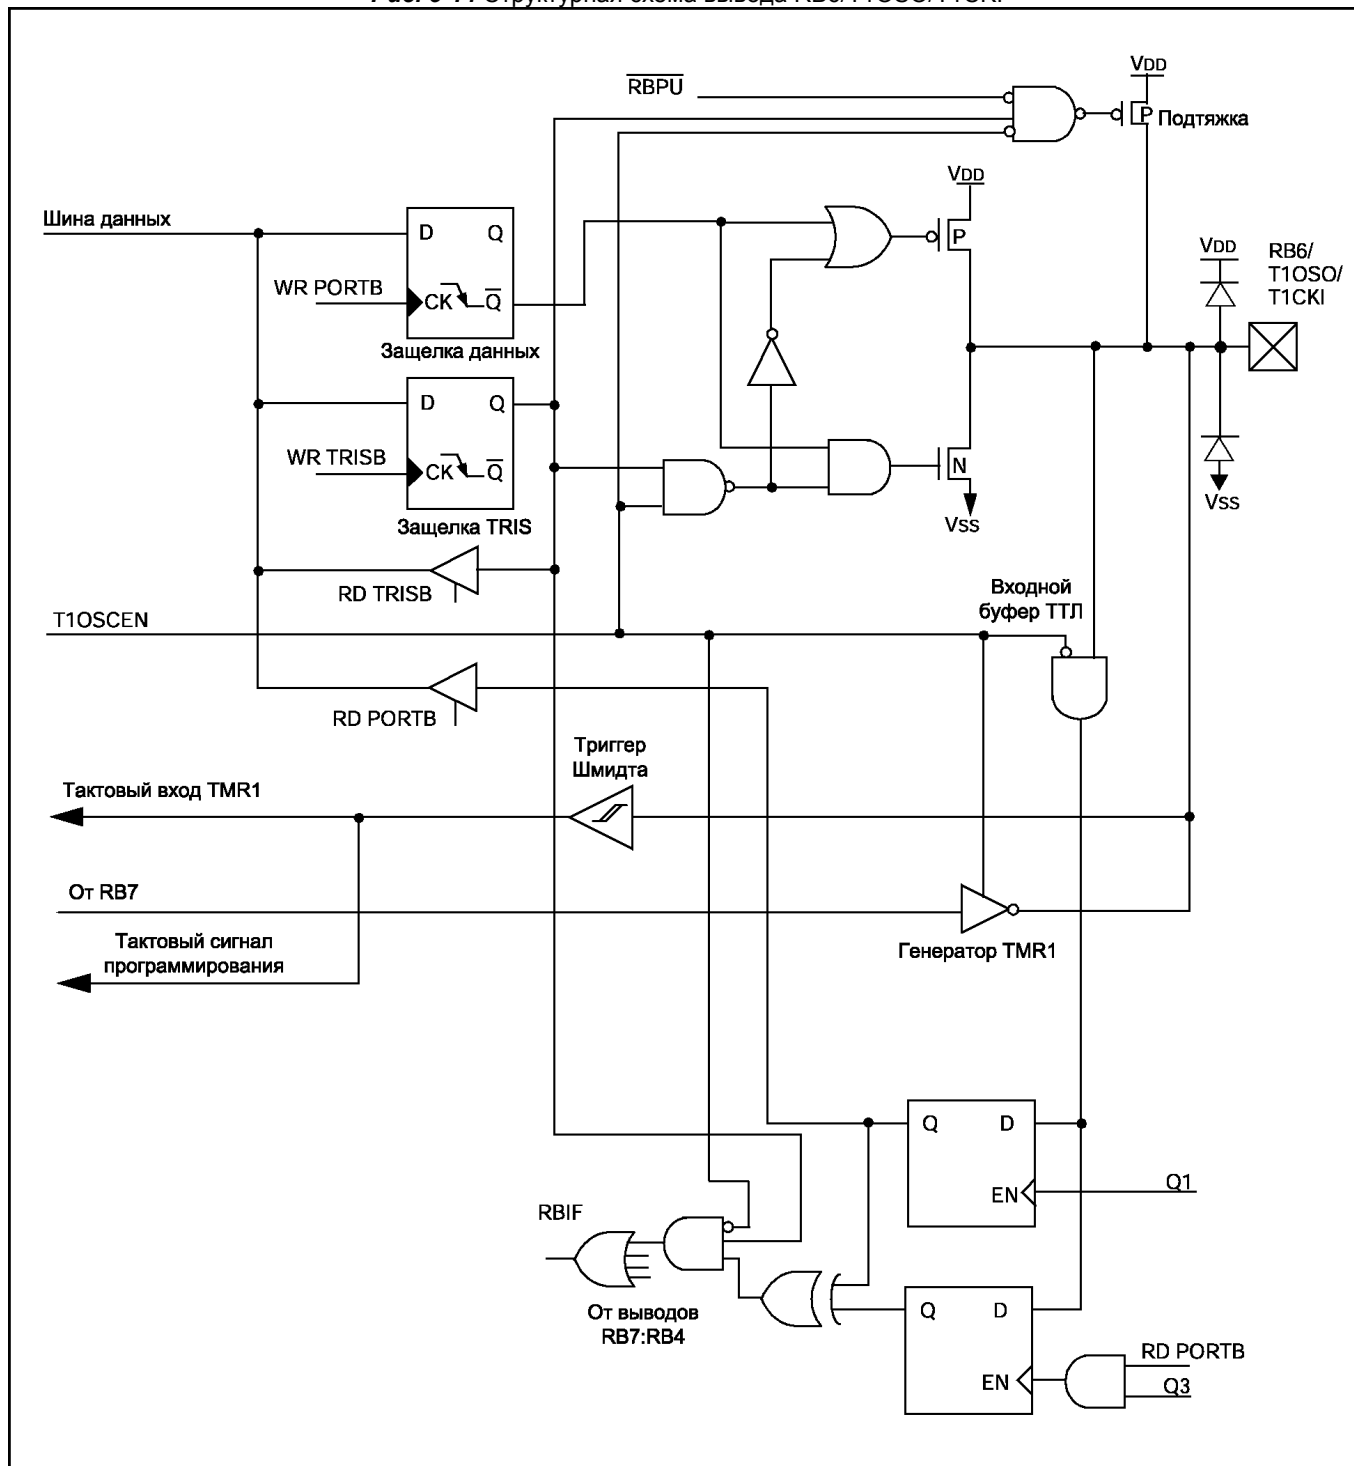 RBPU
VDD
P Подтяжка
VDD
Шина данных
D Q
P
VDD
RB6/
T1OSO/
T1CKI
WR PORTB
CK Q
Защелка данных
D Q
WR TRISB
CK Q
N
Vss
Vss
Защелка TRIS
RD TRISB
Входной
буфер ТТЛ
T1OSCEN
RD PORTB
Триггер
Шмидта
Тактовый вход TMR1
От RB7
Тактовый сигнал
программирования
Генератор TMR1
Q D
EN
Q1
RBIF
От выводов
RB7:RB4
Q D
RD PORTB
EN
Q3